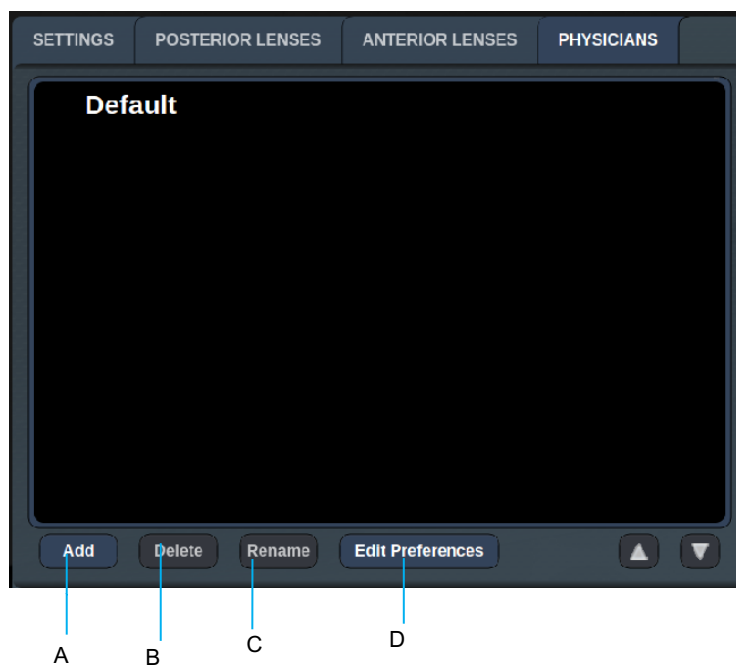 SETTINGS POSTERIOR LENSES ANTERIOR LENSES PHYSICIANS
Default
Add Delete Rename Edit Preferences
A B C D